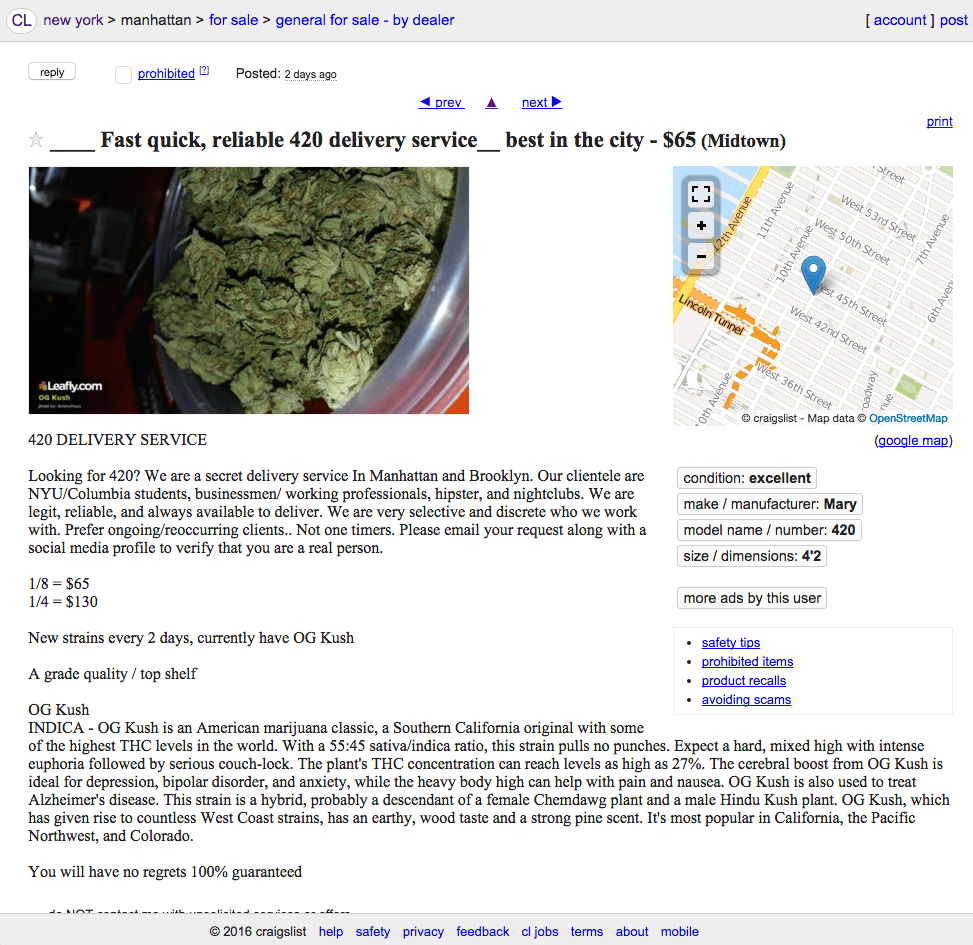 CL new york > manhattan > for sale > general for sale - by dealer [ account ] post
reply prohibited [?] Posted: 2 days ago
◀ prev ▲ next ▶
print
☆ ____ Fast quick, reliable 420 delivery service__ best in the city - $65 (Midtown)
Leafly.com
OG Kush
photo by: Anonymous
Street
12th Avenue
11th Avenue
West 53rd Street
10th Avenue
West 50th Street
7th Avenue
+
-
West 45th Street
6th Aven
Lincoln Tunnel
West 42nd Street
West 36th Street
10th Avenue
roadway
nue
© craigslist - Map data © OpenStreetMap
(google map)
420 DELIVERY SERVICE
Looking for 420? We are a secret delivery service In Manhattan and Brooklyn. Our clientele are
NYU/Columbia students, businessmen/ working professionals, hipster, and nightclubs. We are
legit, reliable, and always available to deliver. We are very selective and discrete who we work
with. Prefer ongoing/reoccurring clients.. Not one timers. Please email your request along with a
social media profile to verify that you are a real person.
1/8 = $65
1/4 = $130
New strains every 2 days, currently have OG Kush
A grade quality / top shelf
condition: excellent
make / manufacturer: Mary
model name / number: 420
size / dimensions: 4'2
more ads by this user
• safety tips
• prohibited items
• product recalls
• avoiding scams
OG Kush
INDICA - OG Kush is an American marijuana classic, a Southern California original with some
of the highest THC levels in the world. With a 55:45 sativa/indica ratio, this strain pulls no punches. Expect a hard, mixed high with intense
euphoria followed by serious couch-lock. The plant's THC concentration can reach levels as high as 27%. The cerebral boost from OG Kush is
ideal for depression, bipolar disorder, and anxiety, while the heavy body high can help with pain and nausea. OG Kush is also used to treat
Alzheimer's disease. This strain is a hybrid, probably a descendant of a female Chemdawg plant and a male Hindu Kush plant. OG Kush, which
has given rise to countless West Coast strains, has an earthy, wood taste and a strong pine scent. It's most popular in California, the Pacific
Northwest, and Colorado.
You will have no regrets 100% guaranteed
do NOT contact me with unsolicited services or offers
© 2016 craigslist help safety privacy feedback cl jobs terms about mobile